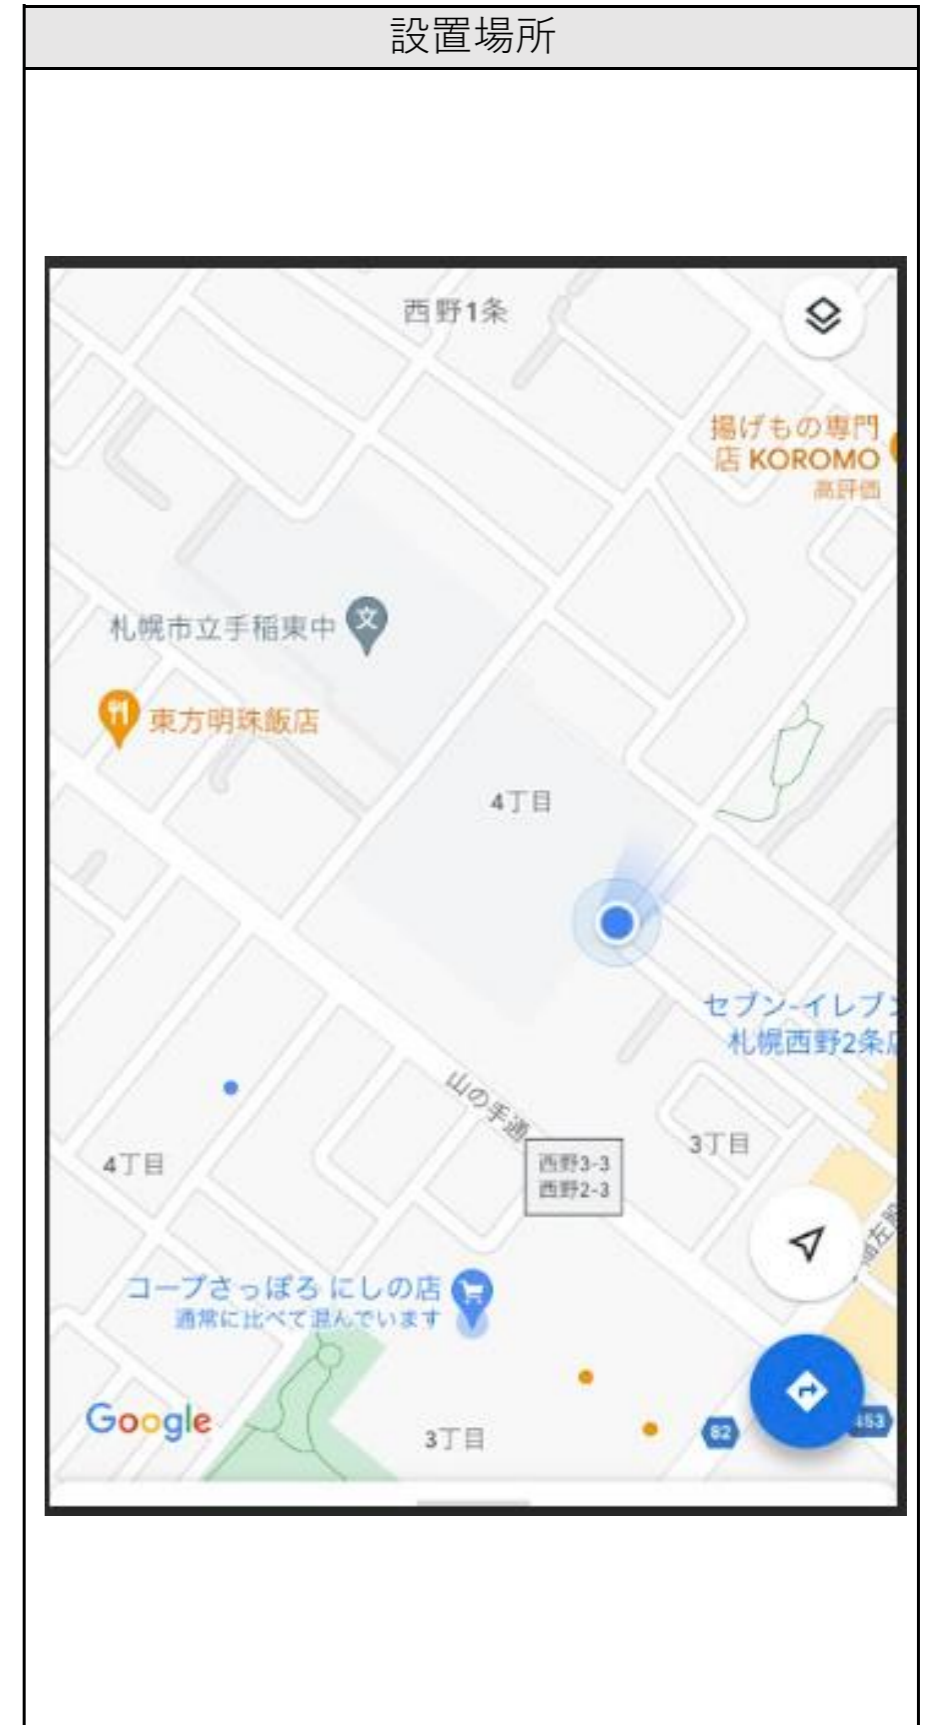 設置場所
西野1条
揚げもの専門
店 KOROMO
高評価
札幌市立手稲東中
東方明珠飯店
4丁目
セブン-イレブン
札幌西野2条店
山の手通
3丁目
4丁目
西野3-3
西野2-3
コープさっぽろ にしの店
通常に比べて混んでいます
Google
3丁目
82
453